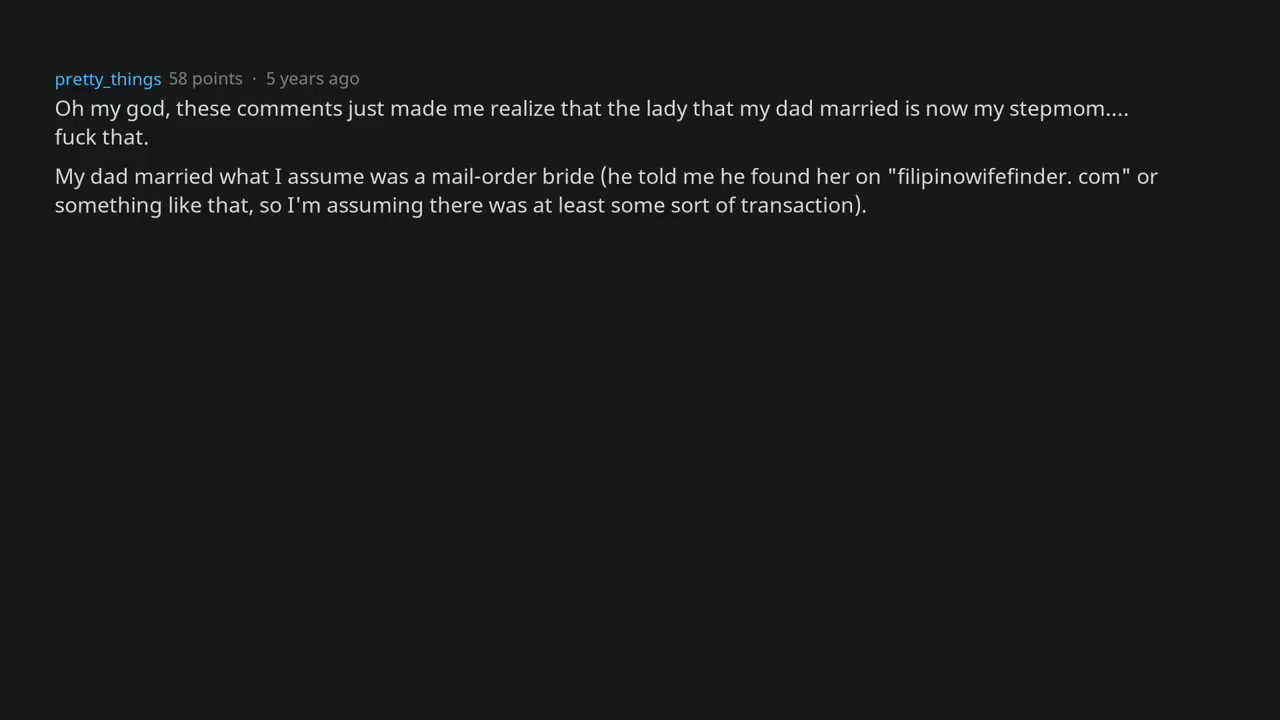 pretty_things 58 points · 5 years ago
Oh my god, these comments just made me realize that the lady that my dad married is now my stepmom....
fuck that.
My dad married what I assume was a mail-order bride (he told me he found her on "filipinowifefinder. com" or
something like that, so I'm assuming there was at least some sort of transaction).